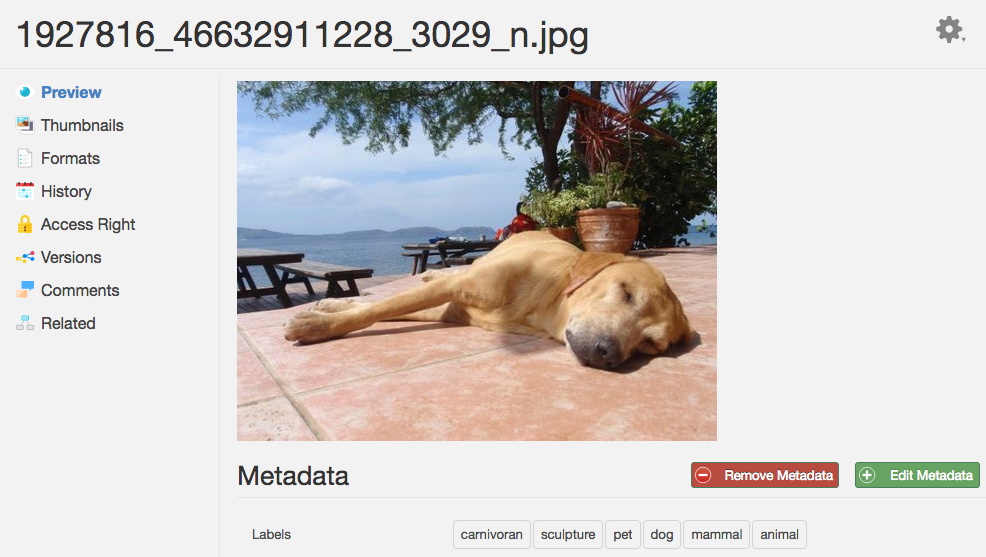 1927816_46632911228_3029_n.jpg
Preview
Thumbnails
Formats
History
Access Right
Versions
Comments
Related
Metadata
Remove Metadata
Edit Metadata
Labels
carnivoran sculpture pet dog mammal animal